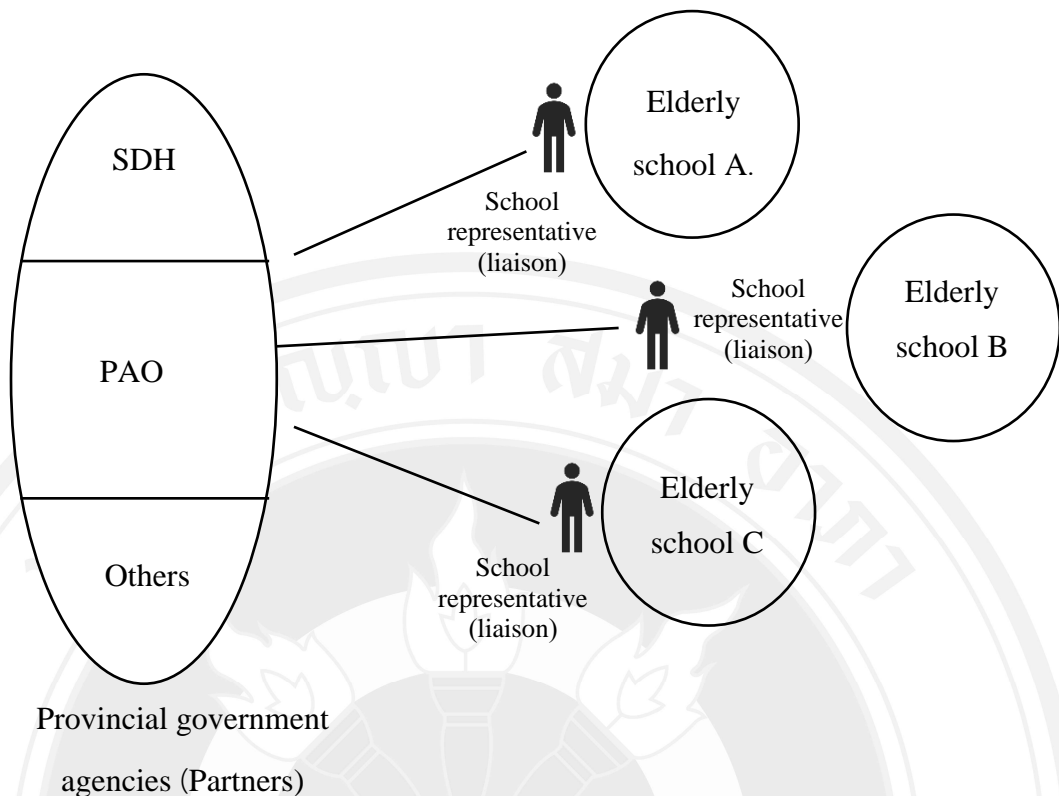 SDH
PAO
Others
Provincial government
agencies (Partners)
Elderly
school A.
School
representative
(liaison)
Elderly
school B
School
representative
(liaison)
Elderly
school C
School
representative
(liaison)